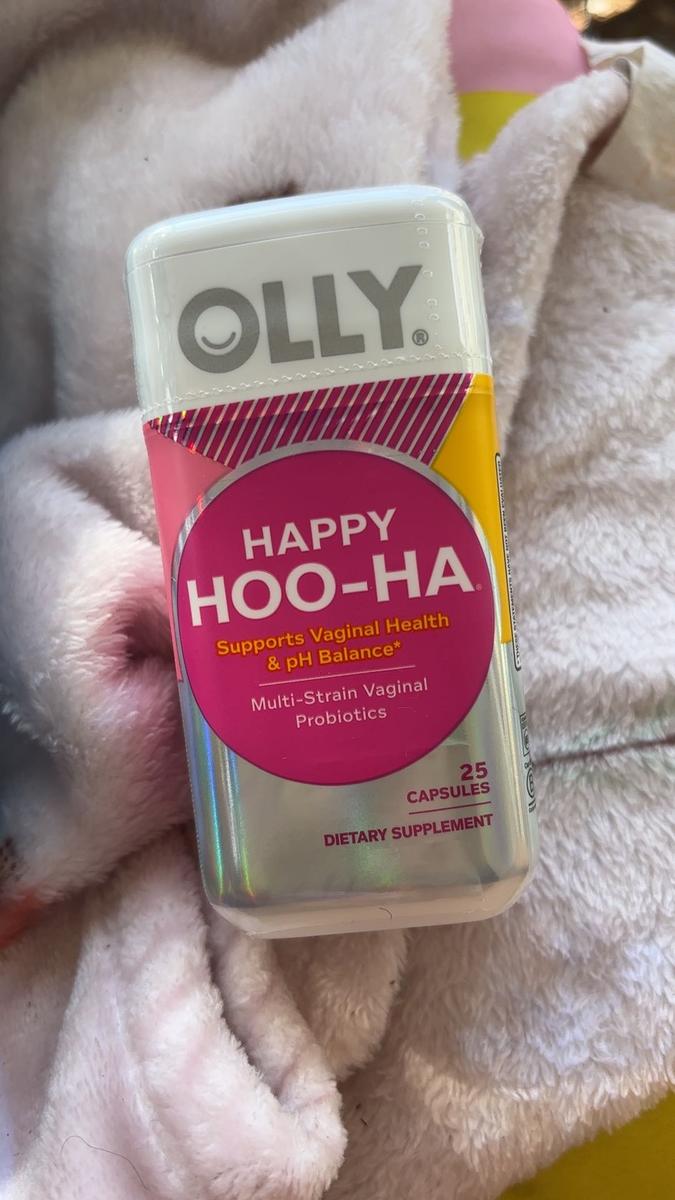 OLLY®
HAPPY
HOO-HA®
Supports Vaginal Health
& pH Balance*
Multi-Strain Vaginal
Probiotics
25
CAPSULES
DIETARY SUPPLEMENT